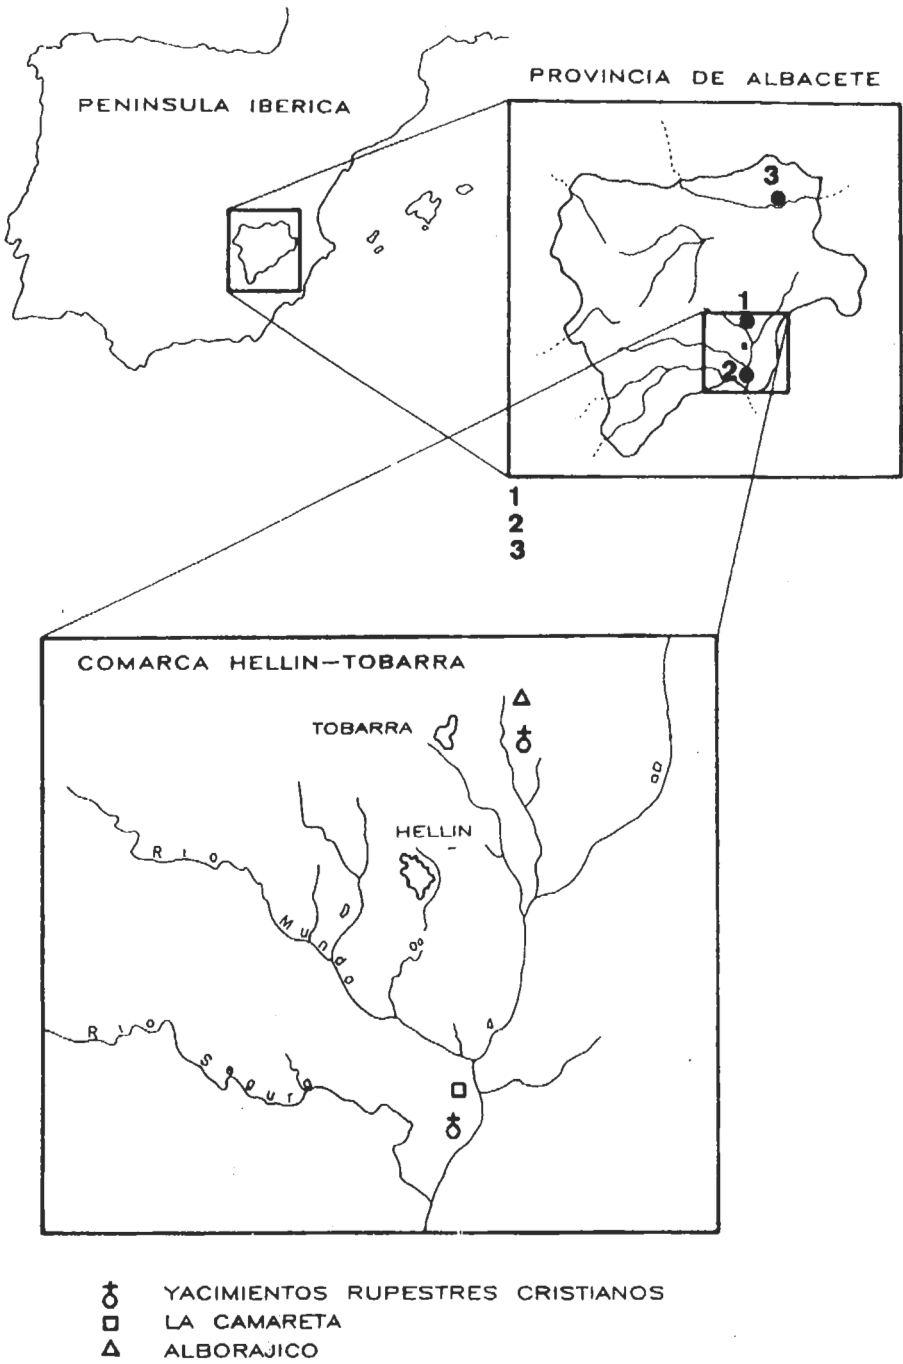 PROVINCIA DE ALBACETE
PENINSULA IBERICA
3
1
2
1
2
3
COMARCA HELLIN-TOBARRA
TOBARRA
HELLIN
Rio
Mundo
Rio
Segura
YACIMIENTOS RUPESTRES CRISTIANOS
LA CAMARETA
ALBORAJICO